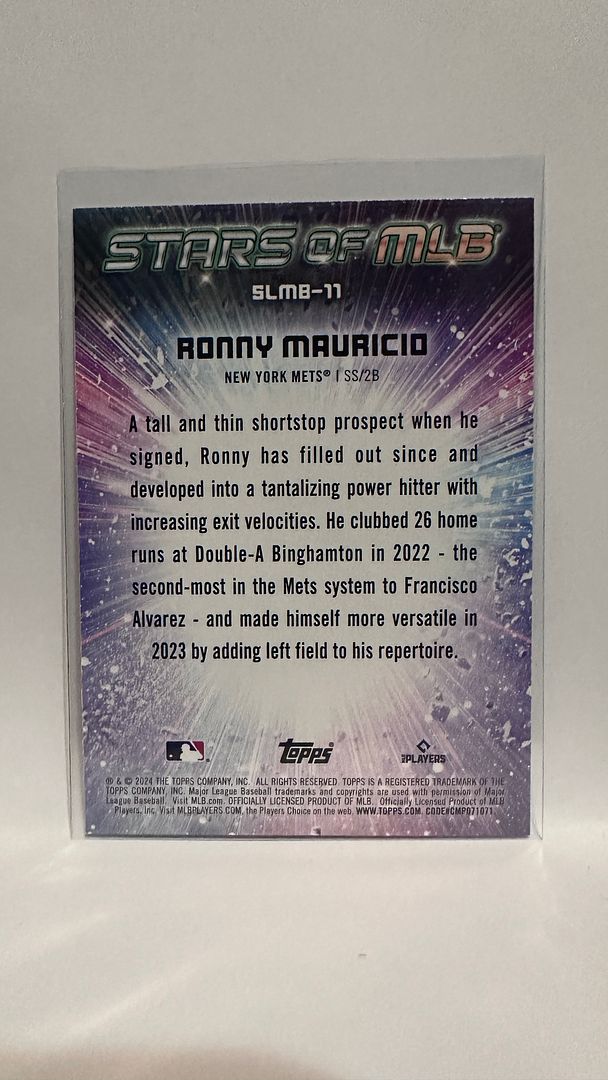 STARS OF MLB®
SLMB-11
RONNY MAURICIO
NEW YORK METS® | SS/2B
A tall and thin shortstop prospect when he
signed, Ronny has filled out since and
developed into a tantalizing power hitter with
increasing exit velocities. He clubbed 26 home
runs at Double-A Binghamton in 2022 - the
second-most in the Mets system to Francisco
Alvarez - and made himself more versatile in
2023 by adding left field to his repertoire.
topps® MLB PLAYERS
® & © 2024 THE TOPPS COMPANY, INC. ALL RIGHTS RESERVED. TOPPS IS A REGISTERED TRADEMARK OF THE
TOPPS COMPANY, INC. Major League Baseball trademarks and copyrights are used with permission of Major
League Baseball. Visit MLB.com. OFFICIALLY LICENSED PRODUCT OF MLB. Officially Licensed Product of MLB
Players, Inc. Visit MLBPLAYERS.COM, the Players Choice on the web. WWW.TOPPS.COM. CODE#CMP071071